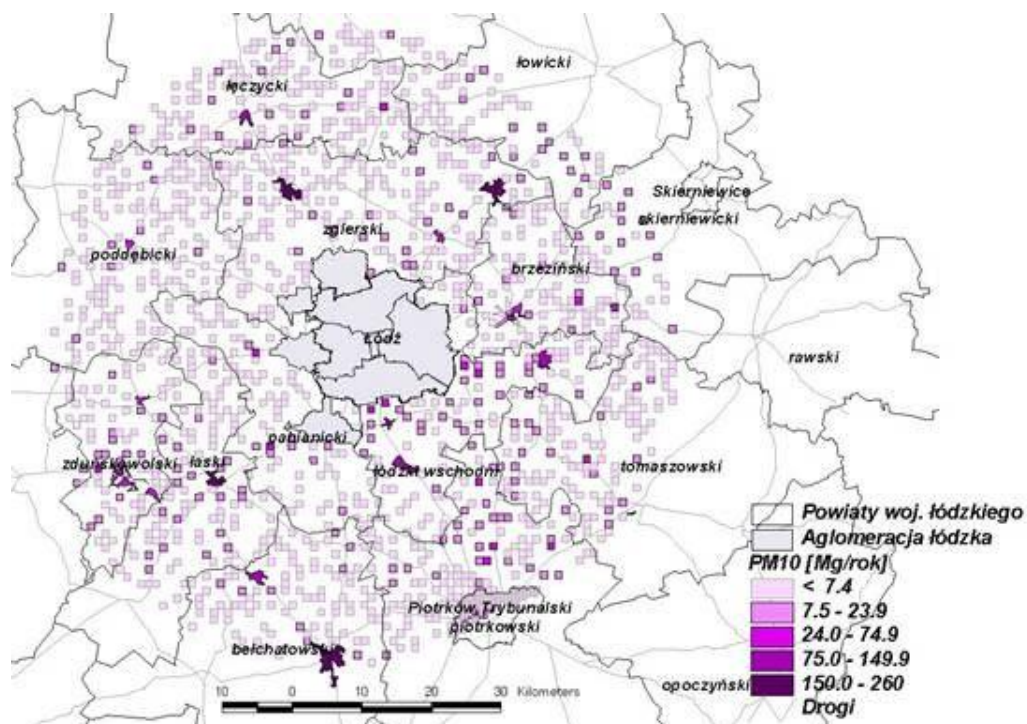 łowicki
łęczycki
Skierniewice
skierniewicki
zgierski
poddębicki
brzeziński
Łódź
rawski
pabianicki
zduńskowolski
łaski
łódzki wschodni
tomaszowski
Powiaty woj. łódzkiego
Aglomeracja łódzka
PM10 [Mg/rok]
< 7.4
7.5 - 23.9
24.0 - 74.9
75.0 - 149.9
150.0 - 260
Drogi
Piotrków Trybunalski
piotrkowski
bełchatowski
opoczyński
10 0 10 20 30 Kilometers